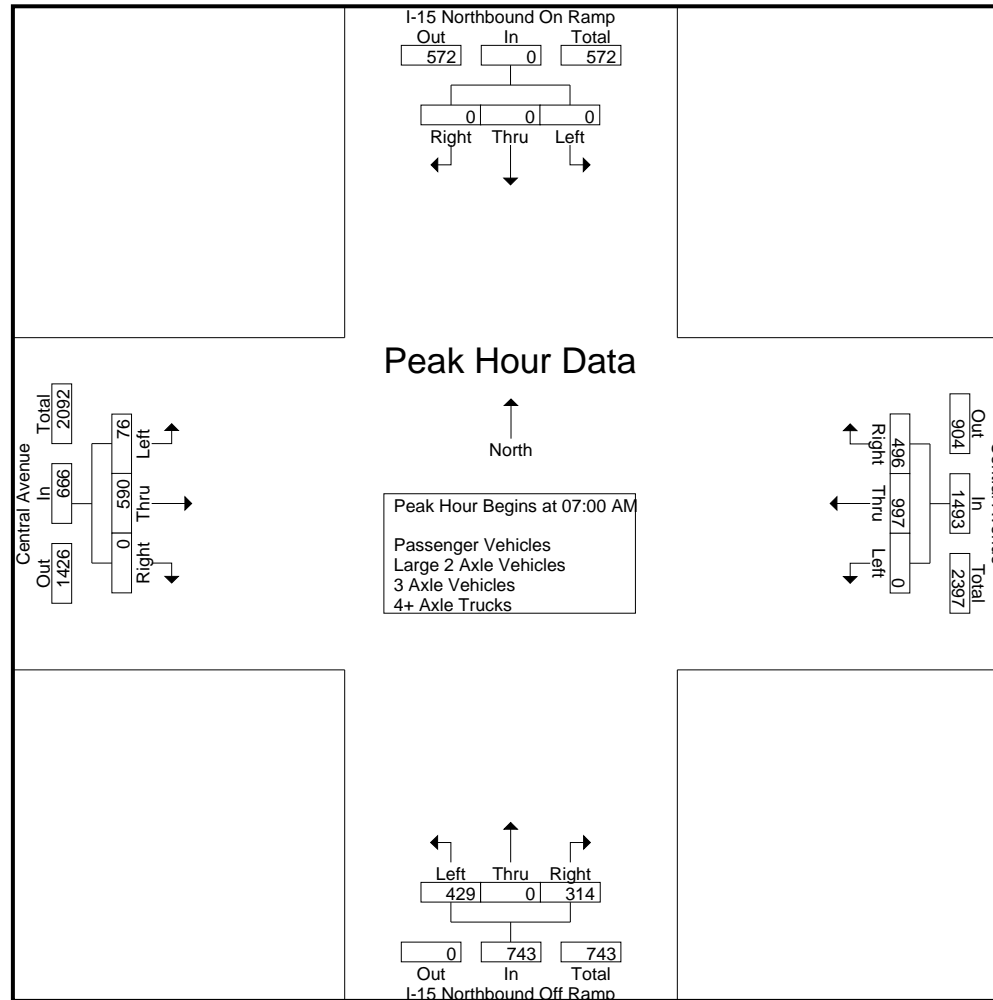 I-15 Northbound On Ramp
Out In Total
572 0 572
0 0 0
Right Thru Left
Peak Hour Data
North
Peak Hour Begins at 07:00 AM
Passenger Vehicles
Large 2 Axle Vehicles
3 Axle Vehicles
4+ Axle Trucks
Central Avenue
Out In Total
1426 666 2092
Right Thru Left
0 590 76
Out In Total
904 1493 2397
Right Thru Left
496 997 0
Left Thru Right
429 0 314
0 743 743
Out In Total
I-15 Northbound Off Ramp